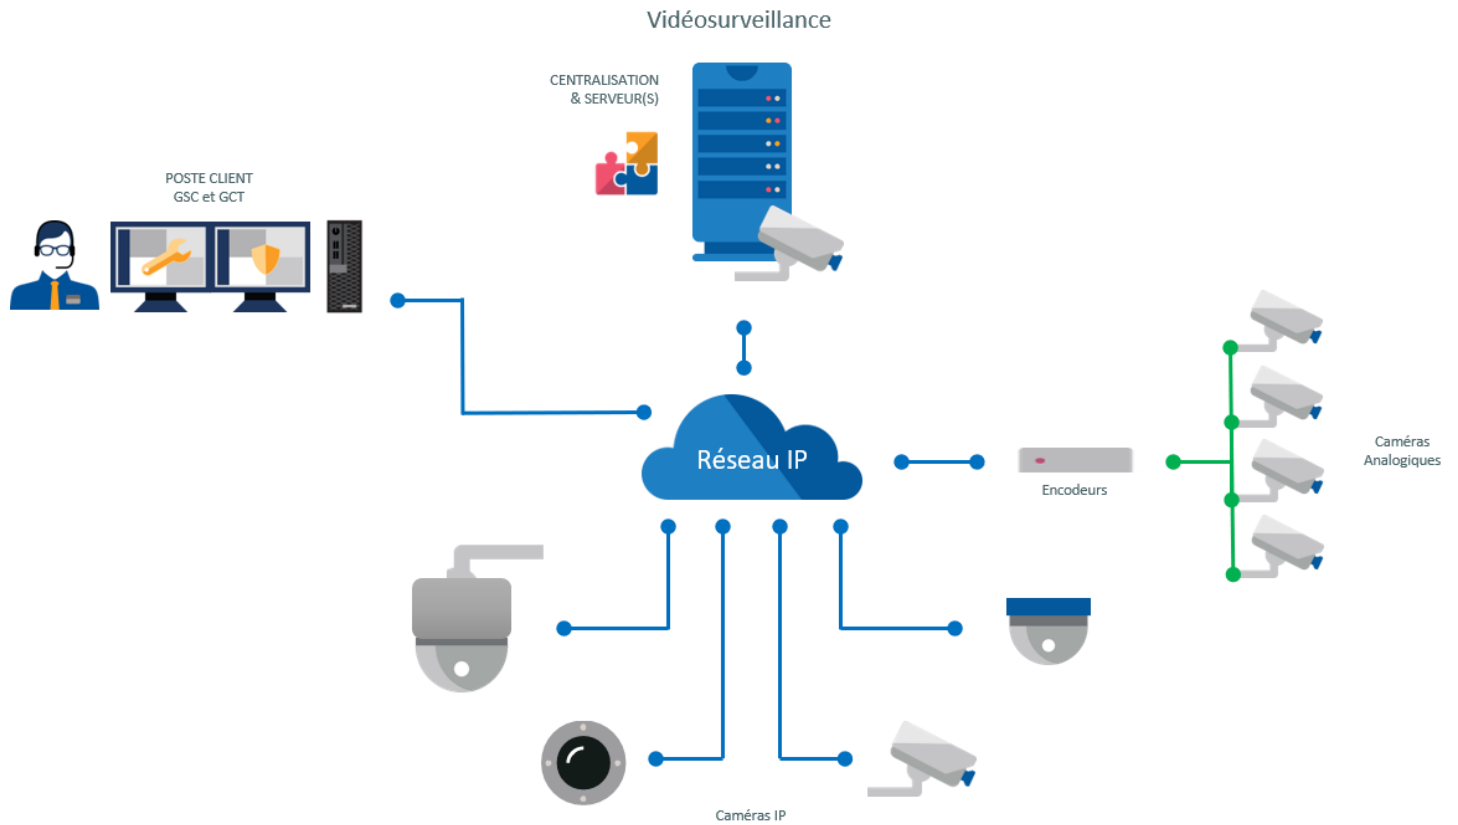 Vidéosurveillance
CENTRALISATION
& SERVEUR(S)
POSTE CLIENT
GSC et GCT
Réseau IP
Encodeurs
Caméras
Analogiques
Caméras IP